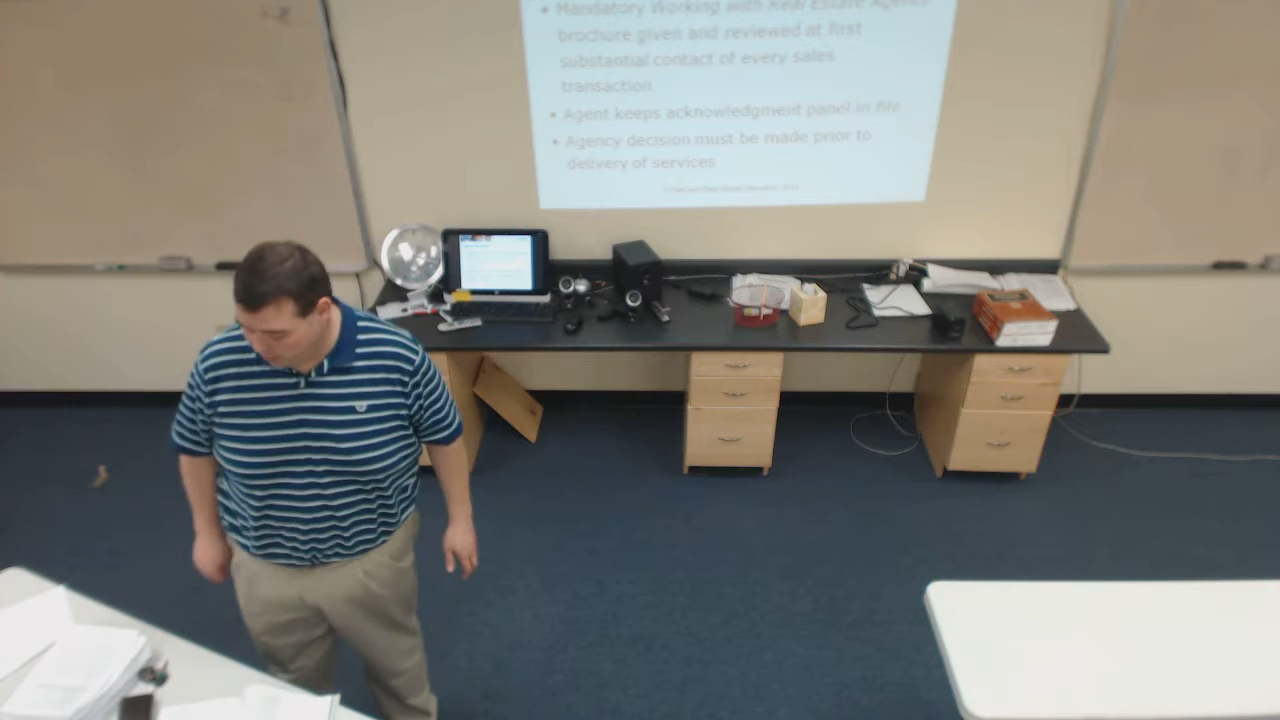 • Mandatory Working with Real Estate Agents
brochure given and reviewed at first
substantial contact of every sales
transaction
• Agent keeps acknowledgment panel in file
• Agency decision must be made prior to
delivery of services